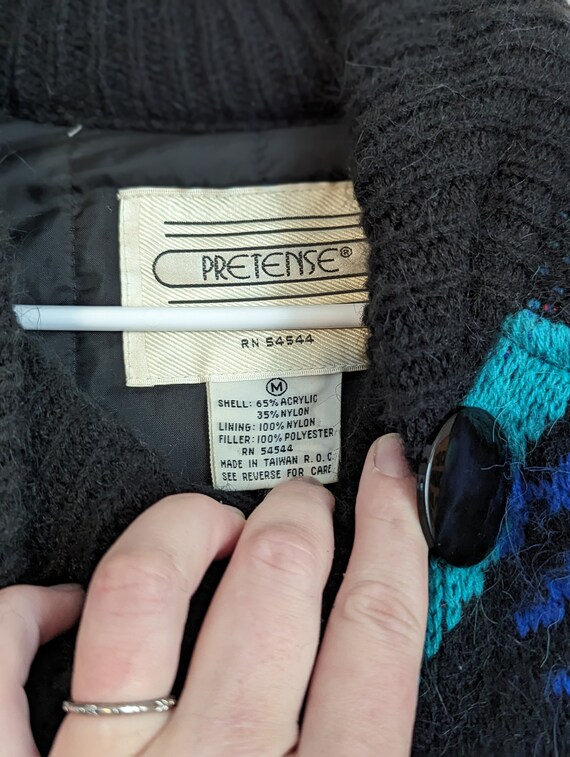 PRETENSE®
RN 54544
M
SHELL: 65% ACRYLIC
35% NYLON
LINING: 100% NYLON
FILLER: 100% POLYESTER
RN 54544
MADE IN TAIWAN R.O.C.
SEE REVERSE FOR CARE